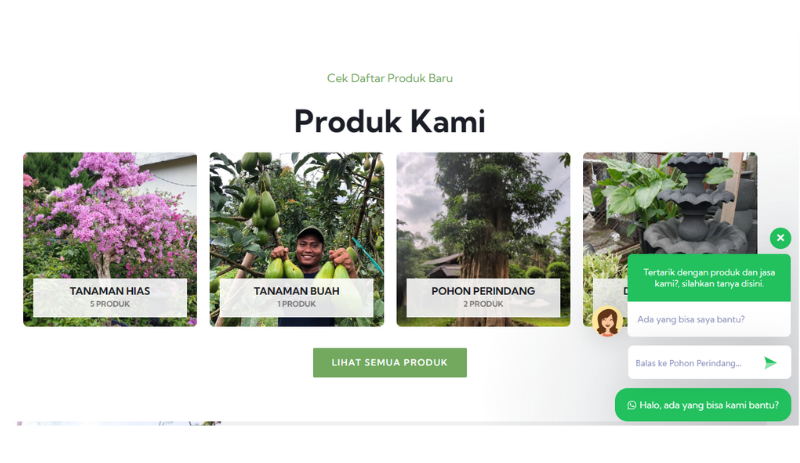 Cek Daftar Produk Baru
Produk Kami
TANAMAN HIAS
5 PRODUK
TANAMAN BUAH
1 PRODUK
POHON PERINDANG
2 PRODUK
Tertarik dengan produk dan jasa
kami?, silahkan tanya disini.
Ada yang bisa saya bantu?
Balas ke Pohon Perindang...
LIHAT SEMUA PRODUK
Halo, ada yang bisa kami bantu?